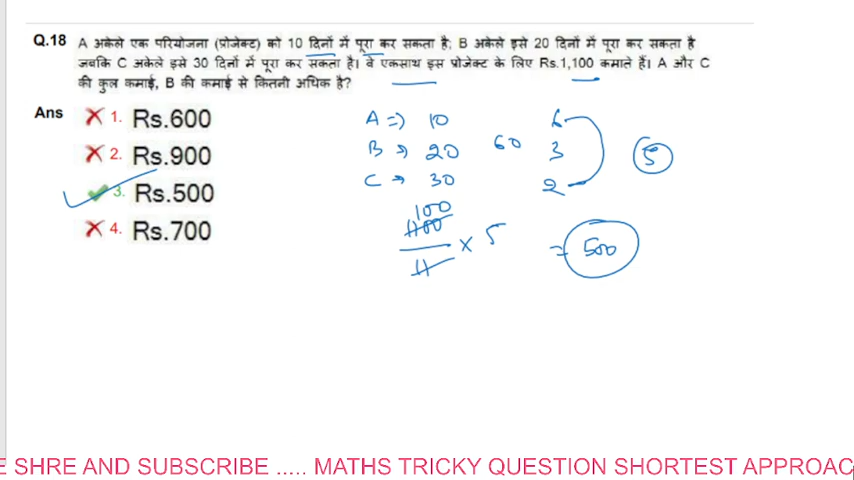 Q.18 A अकेले एक परियोजना (प्रोजेक्ट) को 10 दिनों में पूरा कर सकता है; B अकेले इसे 20 दिनों में पूरा कर सकता है
जबकि C अकेले इसे 30 दिनों में पूरा कर सकता है। वे एकसाथ इस प्रोजेक्ट के लिए Rs.1,100 कमाते हैं। A और C
की कुल कमाई, B की कमाई से कितनी अधिक है?
Ans 1. Rs.600
2. Rs.900
3. Rs.500
4. Rs.700
A => 10 6
B => 20 60 3 5
C => 30 2
100
1100
11 × 5 = 500
E SHRE AND SUBSCRIBE ..... MATHS TRICKY QUESTION SHORTEST APPROAC